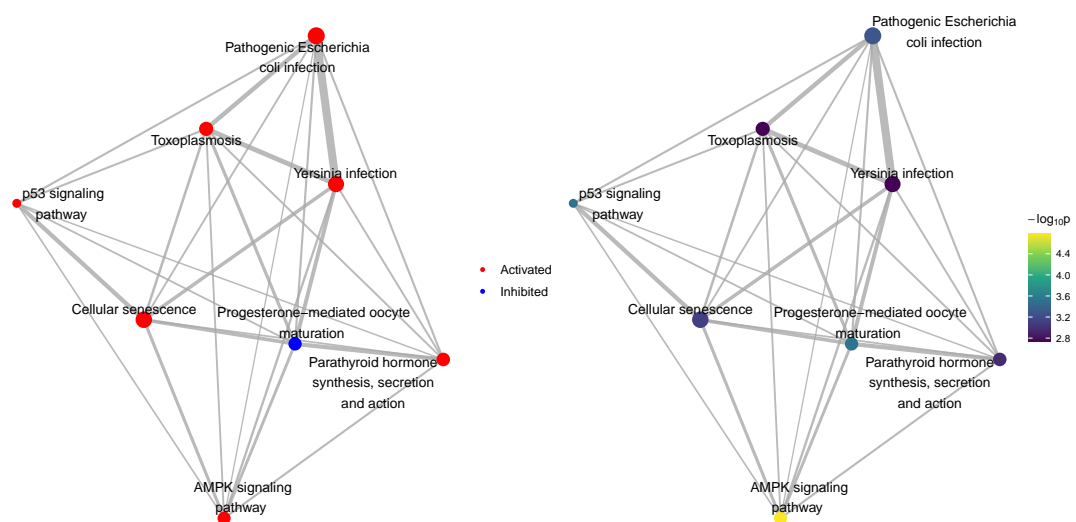 Pathogenic Escherichia
coli infection
Toxoplasmosis
Yersinia infection
p53 signaling
pathway
Cellular senescence
Progesterone−mediated oocyte
maturation
Parathyroid hormone
synthesis, secretion
and action
AMPK signaling
pathway
Activated
Inhibited
Pathogenic Escherichia
coli infection
Toxoplasmosis
Yersinia infection
p53 signaling
pathway
Cellular senescence
Progesterone−mediated oocyte
maturation
Parathyroid hormone
synthesis, secretion
and action
AMPK signaling
pathway
−log₁₀p
4.4
4.0
3.6
3.2
2.8